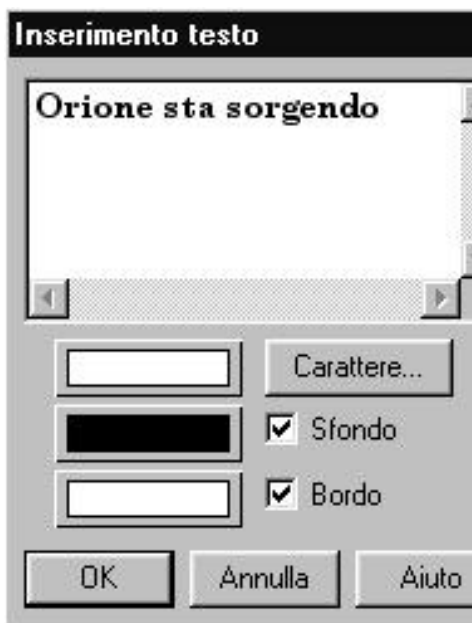 Inserimento testo
Orione sta sorgendo
Carattere...
Sfondo
Bordo
OK Annulla Aiuto